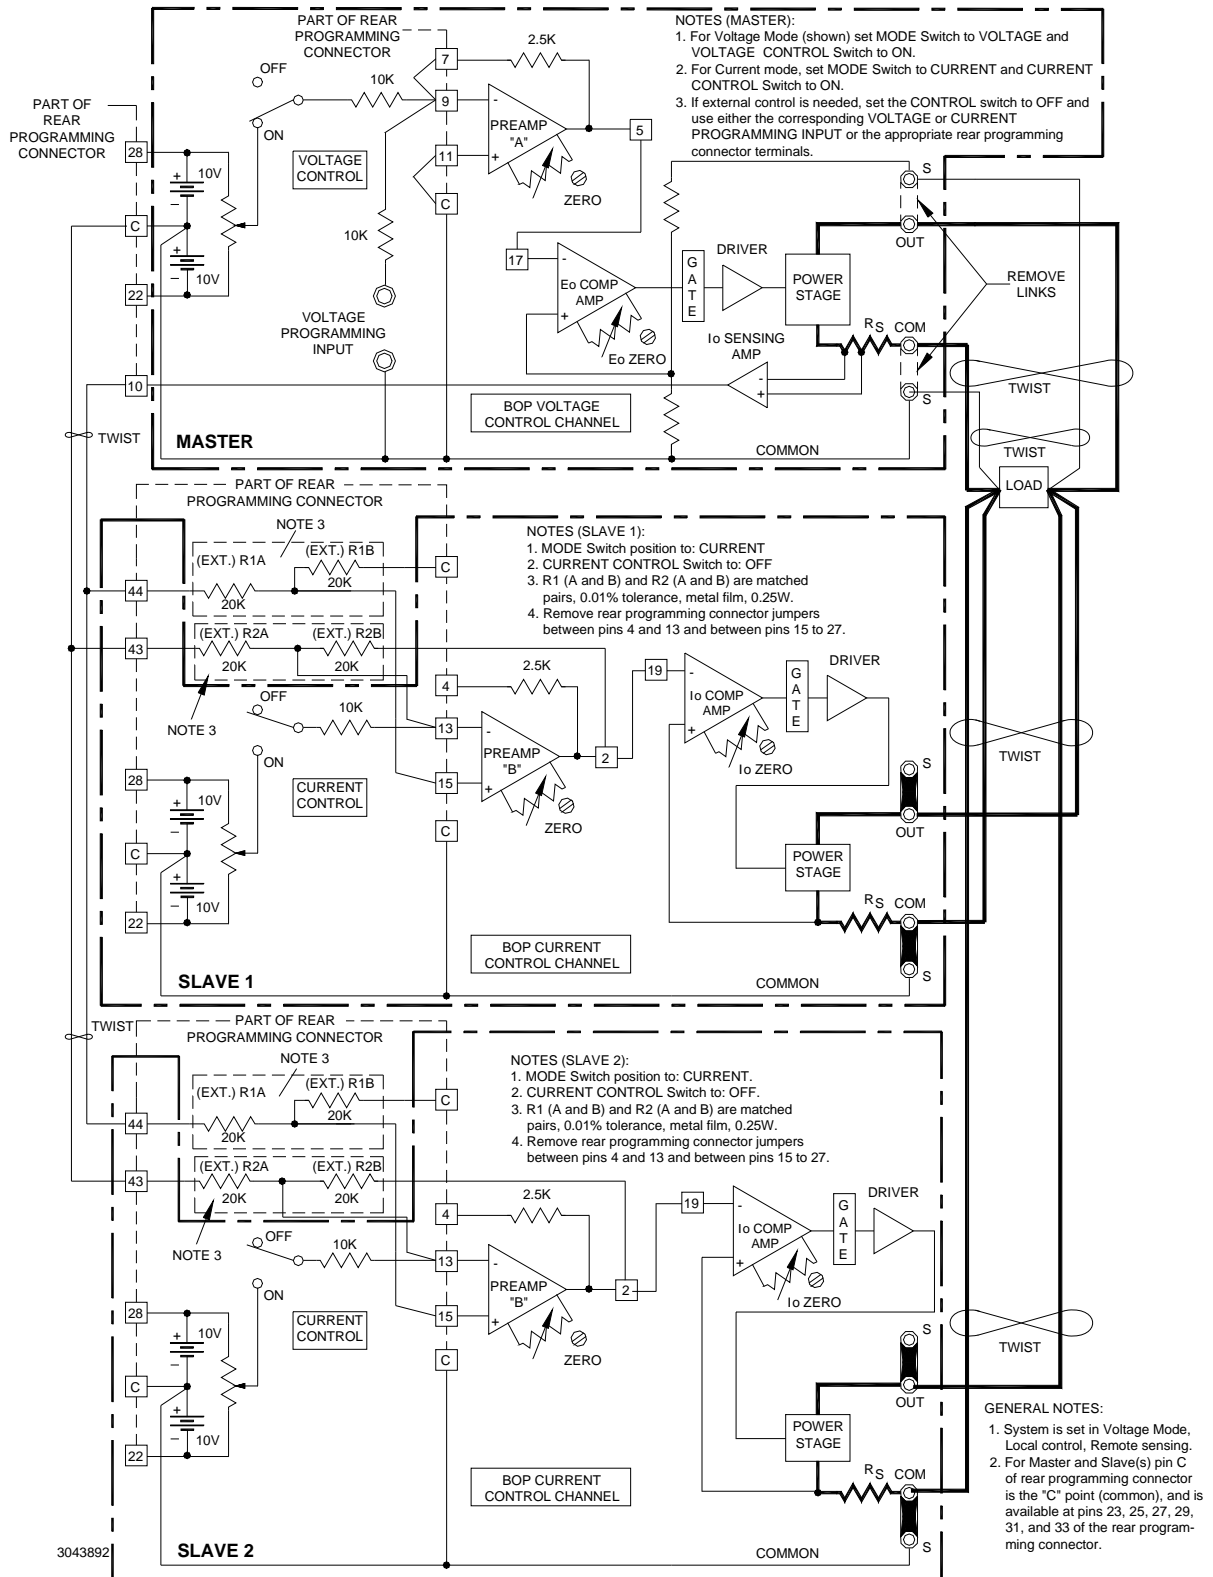 PART OF REAR
PROGRAMMING
CONNECTOR
NOTES (MASTER):
1. For Voltage Mode (shown) set MODE Switch to VOLTAGE and
VOLTAGE CONTROL Switch to ON.
2. For Current mode, set MODE Switch to CURRENT and CURRENT
CONTROL Switch to ON.
3. If external control is needed, set the CONTROL switch to OFF and
use either the corresponding VOLTAGE or CURRENT
PROGRAMMING INPUT or the appropriate rear programming
connector terminals.
PART OF
REAR
PROGRAMMING
CONNECTOR
OFF
ON
10K
7
2.5K
9
-
PREAMP
"A"
5
11
+
ZERO
C
28
+
10V
–
C
+
10V
–
22
VOLTAGE
CONTROL
10K
VOLTAGE
PROGRAMMING
INPUT
17
-
Eo COMP
AMP
+
Eo ZERO
G
A
T
E
DRIVER
POWER
STAGE
S
OUT
REMOVE
LINKS
RS
COM
S
Io SENSING
AMP
-
+
10
TWIST
MASTER
BOP VOLTAGE
CONTROL CHANNEL
COMMON
TWIST
TWIST
LOAD
PART OF REAR
PROGRAMMING CONNECTOR
NOTE 3
(EXT.) R1A
(EXT.) R1B
20K
20K
C
44
43
(EXT.) R2A
(EXT.) R2B
20K
20K
NOTE 3
NOTES (SLAVE 1):
1. MODE Switch position to: CURRENT
2. CURRENT CONTROL Switch to: OFF
3. R1 (A and B) and R2 (A and B) are matched
pairs, 0.01% tolerance, metal film, 0.25W.
4. Remove rear programming connector jumpers
between pins 4 and 13 and between pins 15 to 27.
OFF
10K
ON
4
2.5K
13
-
PREAMP
"B"
2
15
+
ZERO
C
19
-
Io COMP
AMP
+
Io ZERO
G
A
T
E
DRIVER
28
+
10V
–
C
+
10V
–
22
CURRENT
CONTROL
S
OUT
POWER
STAGE
RS
COM
S
TWIST
BOP CURRENT
CONTROL CHANNEL
SLAVE 1
COMMON
TWIST
PART OF REAR
PROGRAMMING CONNECTOR
NOTE 3
(EXT.) R1A
(EXT.) R1B
20K
20K
C
44
43
(EXT.) R2A
(EXT.) R2B
20K
20K
NOTE 3
NOTES (SLAVE 2):
1. MODE Switch position to: CURRENT.
2. CURRENT CONTROL Switch to: OFF.
3. R1 (A and B) and R2 (A and B) are matched
pairs, 0.01% tolerance, metal film, 0.25W.
4. Remove rear programming connector jumpers
between pins 4 and 13 and between pins 15 to 27.
OFF
10K
ON
4
2.5K
13
-
PREAMP
"B"
2
15
+
ZERO
C
19
-
Io COMP
AMP
+
Io ZERO
G
A
T
E
DRIVER
28
+
10V
–
C
+
10V
–
22
CURRENT
CONTROL
S
OUT
POWER
STAGE
RS
COM
S
TWIST
BOP CURRENT
CONTROL CHANNEL
SLAVE 2
COMMON
GENERAL NOTES:
1. System is set in Voltage Mode,
Local control, Remote sensing.
2. For Master and Slave(s) pin C
of rear programming connector
is the "C" point (common), and is
available at pins 23, 25, 27, 29,
31, and 33 of the rear program-
ming connector.
3043892